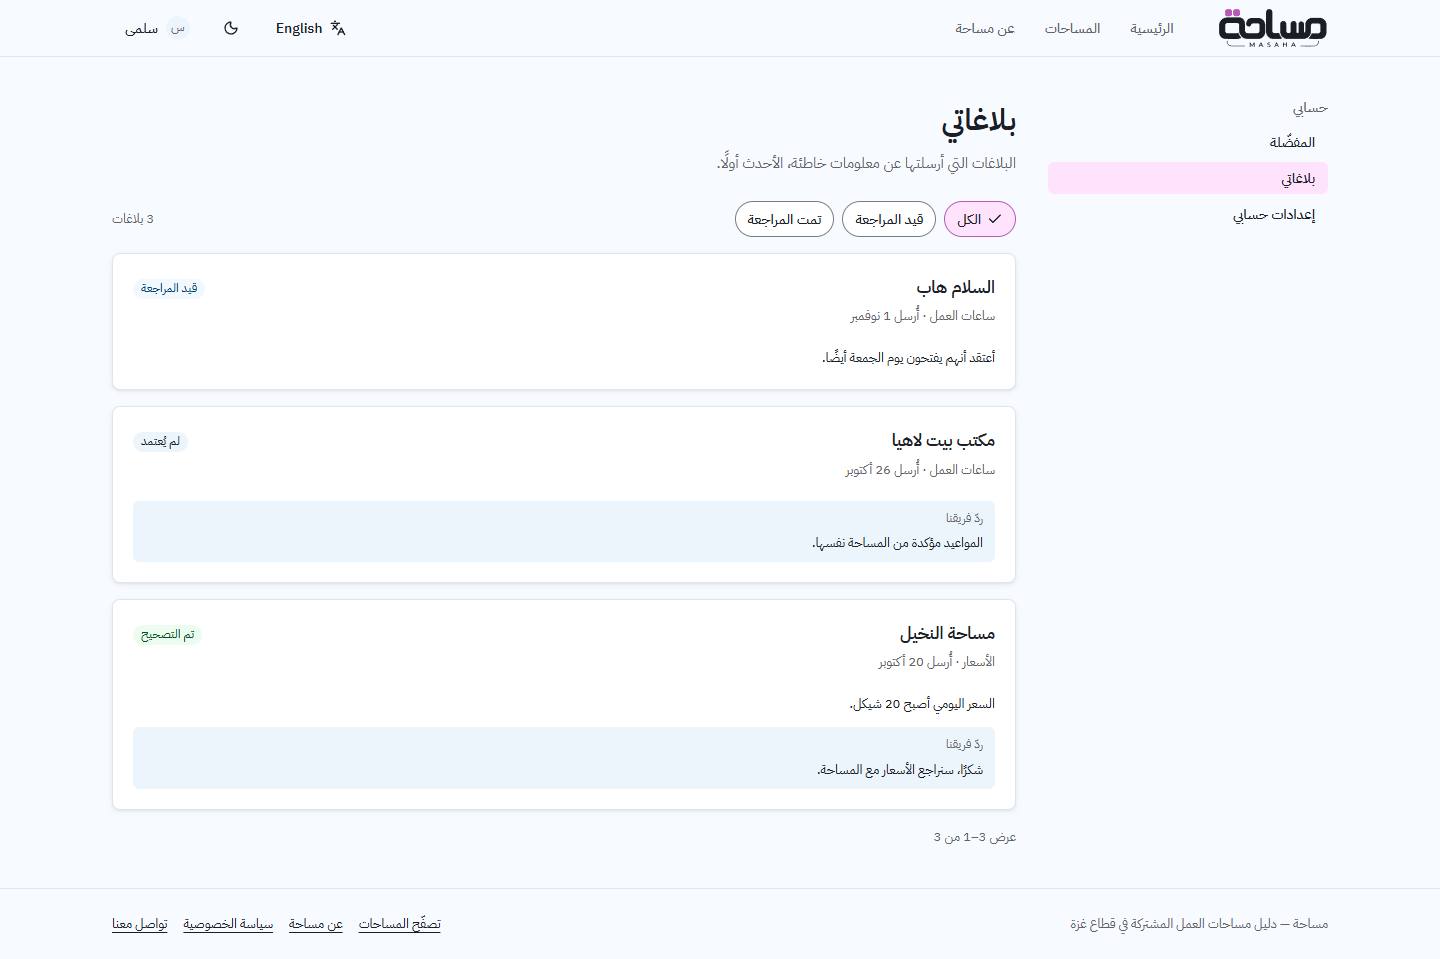 مساحة
MASAHA
الرئيسية
المساحات
عن مساحة
English
س
سلمى
حسابي
المفضّلة
بلاغاتي
إعدادات حسابي
بلاغاتي
البلاغات التي أرسلتها عن معلومات خاطئة، الأحدث أولًا.
الكل
قيد المراجعة
تمت المراجعة
3 بلاغات
السلام هاب
قيد المراجعة
ساعات العمل · أُرسل 1 نوفمبر
أعتقد أنهم يفتحون يوم الجمعة أيضًا.
مكتب بيت لاهيا
لم يُعتمد
ساعات العمل · أُرسل 26 أكتوبر
ردّ فريقنا
المواعيد مؤكدة من المساحة نفسها.
مساحة النخيل
تم التصحيح
الأسعار · أُرسل 20 أكتوبر
السعر اليومي أصبح 20 شيكل.
ردّ فريقنا
شكرًا، سنراجع الأسعار مع المساحة.
عرض 3–1 من 3
مساحة — دليل مساحات العمل المشتركة في قطاع غزة
تصفّح المساحات
عن مساحة
سياسة الخصوصية
تواصل معنا